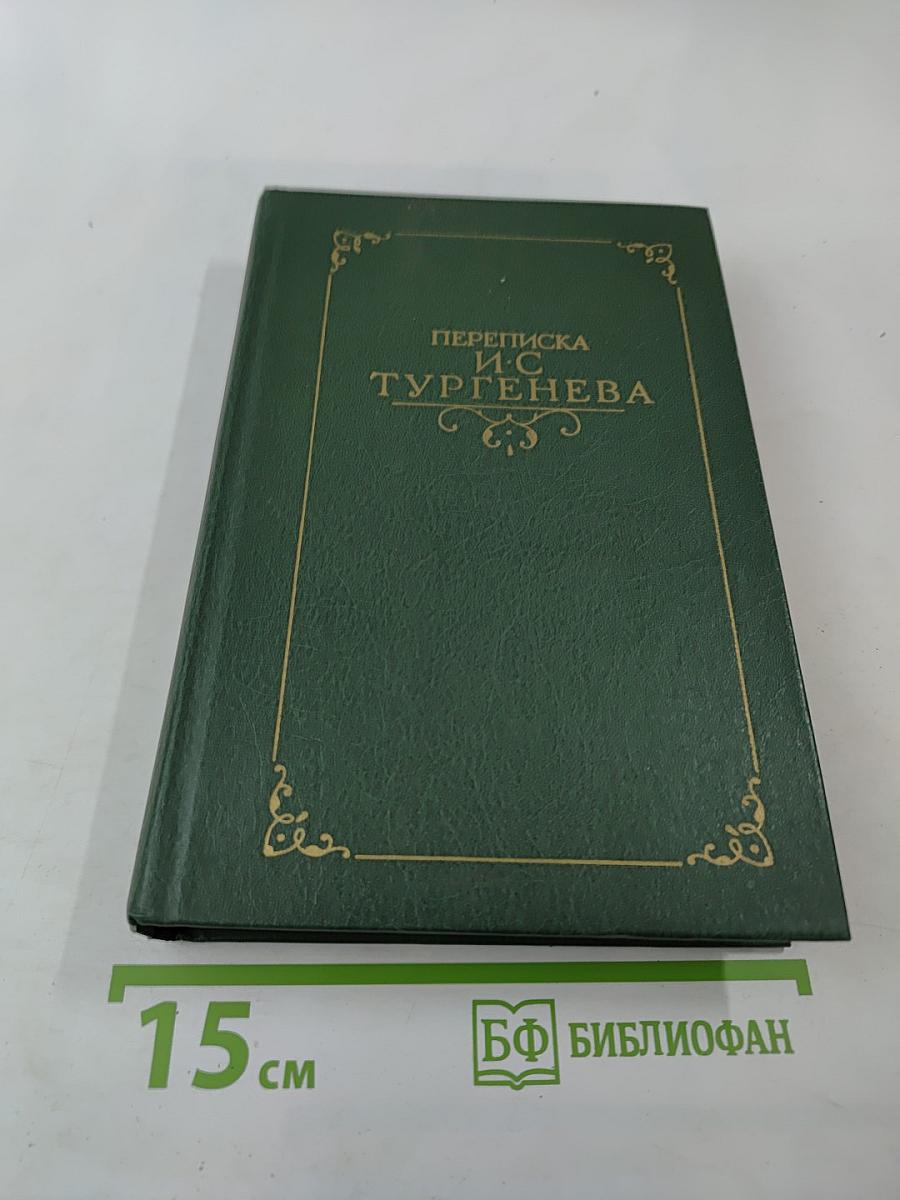 ПЕРЕПИСКА
И·С
ТУРГЕНЕВА
15 см
БФ БИБЛИОФАН